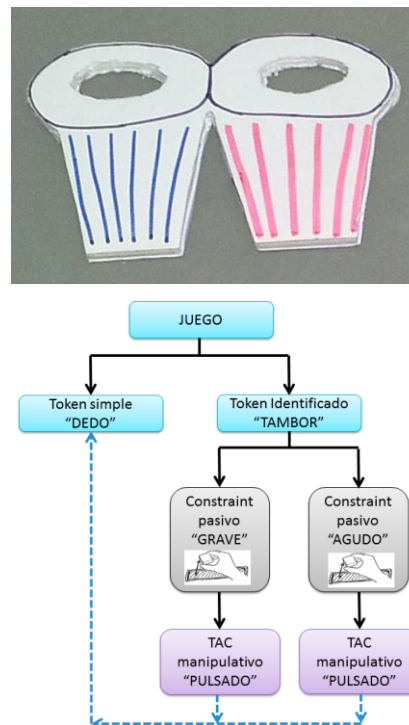 JUEGO
Token simple
"DEDO"
Token Identificado
"TAMBOR"
Constraint
pasivo
"GRAVE"
Constraint
pasivo
"AGUDO"
TAC
manipulativo
"PULSADO"
TAC
manipulativo
"PULSADO"